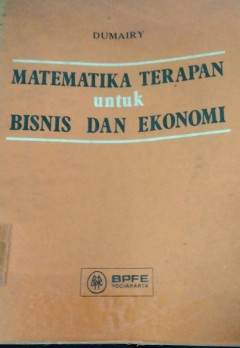 DUMAIRY
MATEMATIKA TERAPAN
untuk
BISNIS DAN EKONOMI
BPFE
YOGYAKARTA